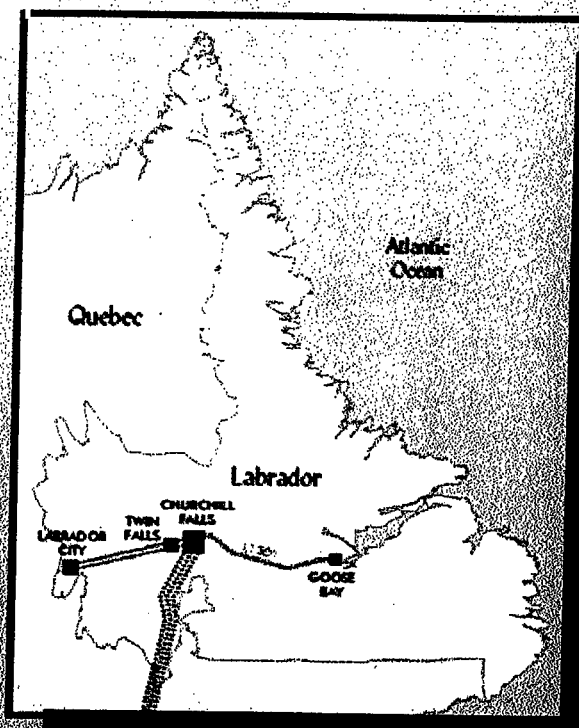 Atlantic
Ocean
Quebec
Labrador
CHURCHILL
FALLS
TWIN
FALLS
LABRADOR
CITY
GOOSE
BAY